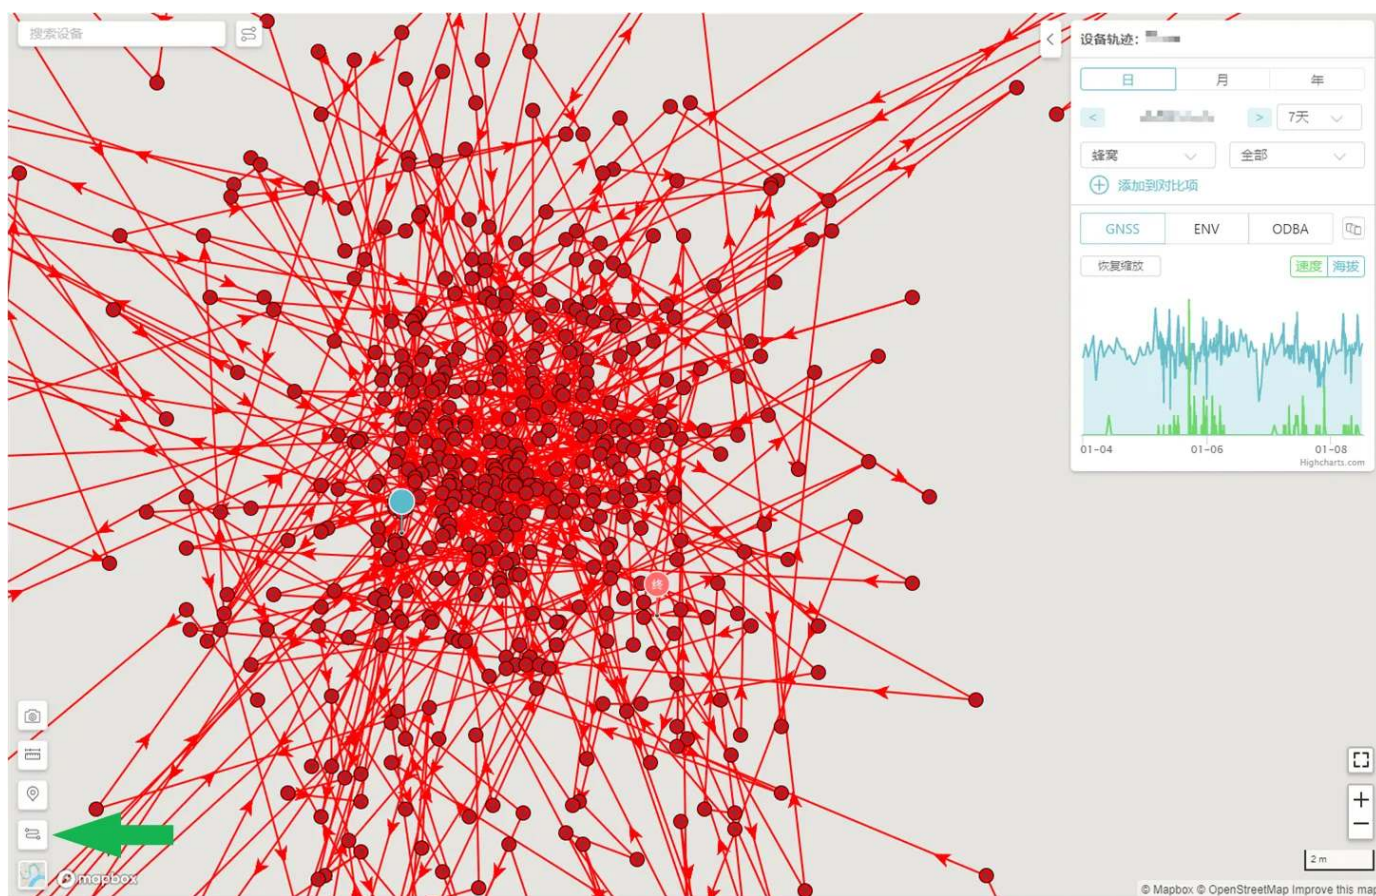 搜索设备
设备轨迹：
日 月 年
< > 7天
蜂窝 全部
添加到对比项
GNSS ENV ODBA
恢复缩放 速度 海拔
01-04 01-06 01-08
Highcharts.com
终
2 m
mapbox
© Mapbox © OpenStreetMap Improve this map